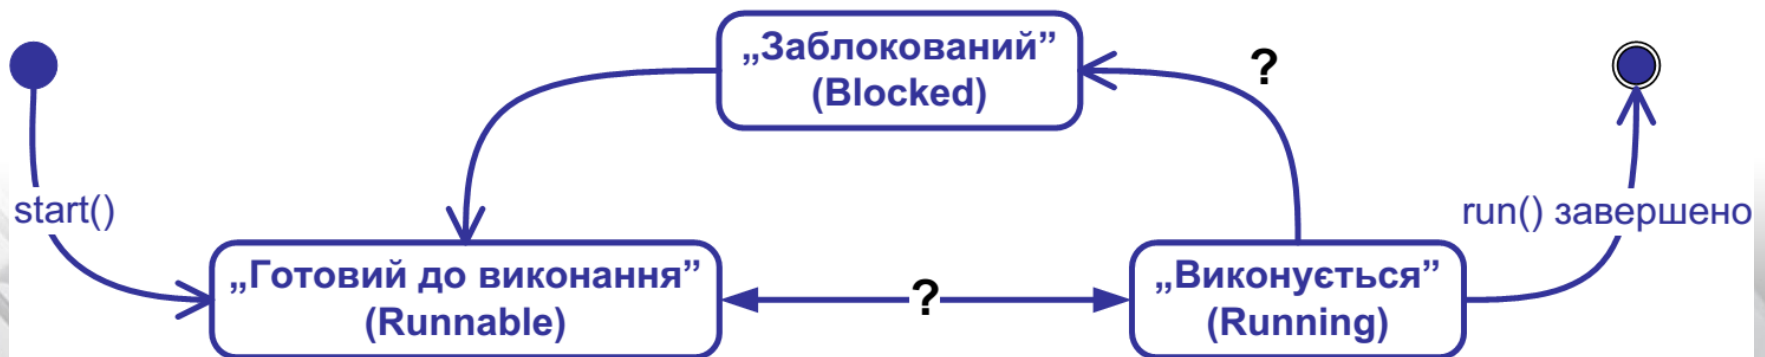 „Заблокований”
(Blocked)
?
start()
run() завершено
„Готовий до виконання”
(Runnable)
?
„Виконується”
(Running)